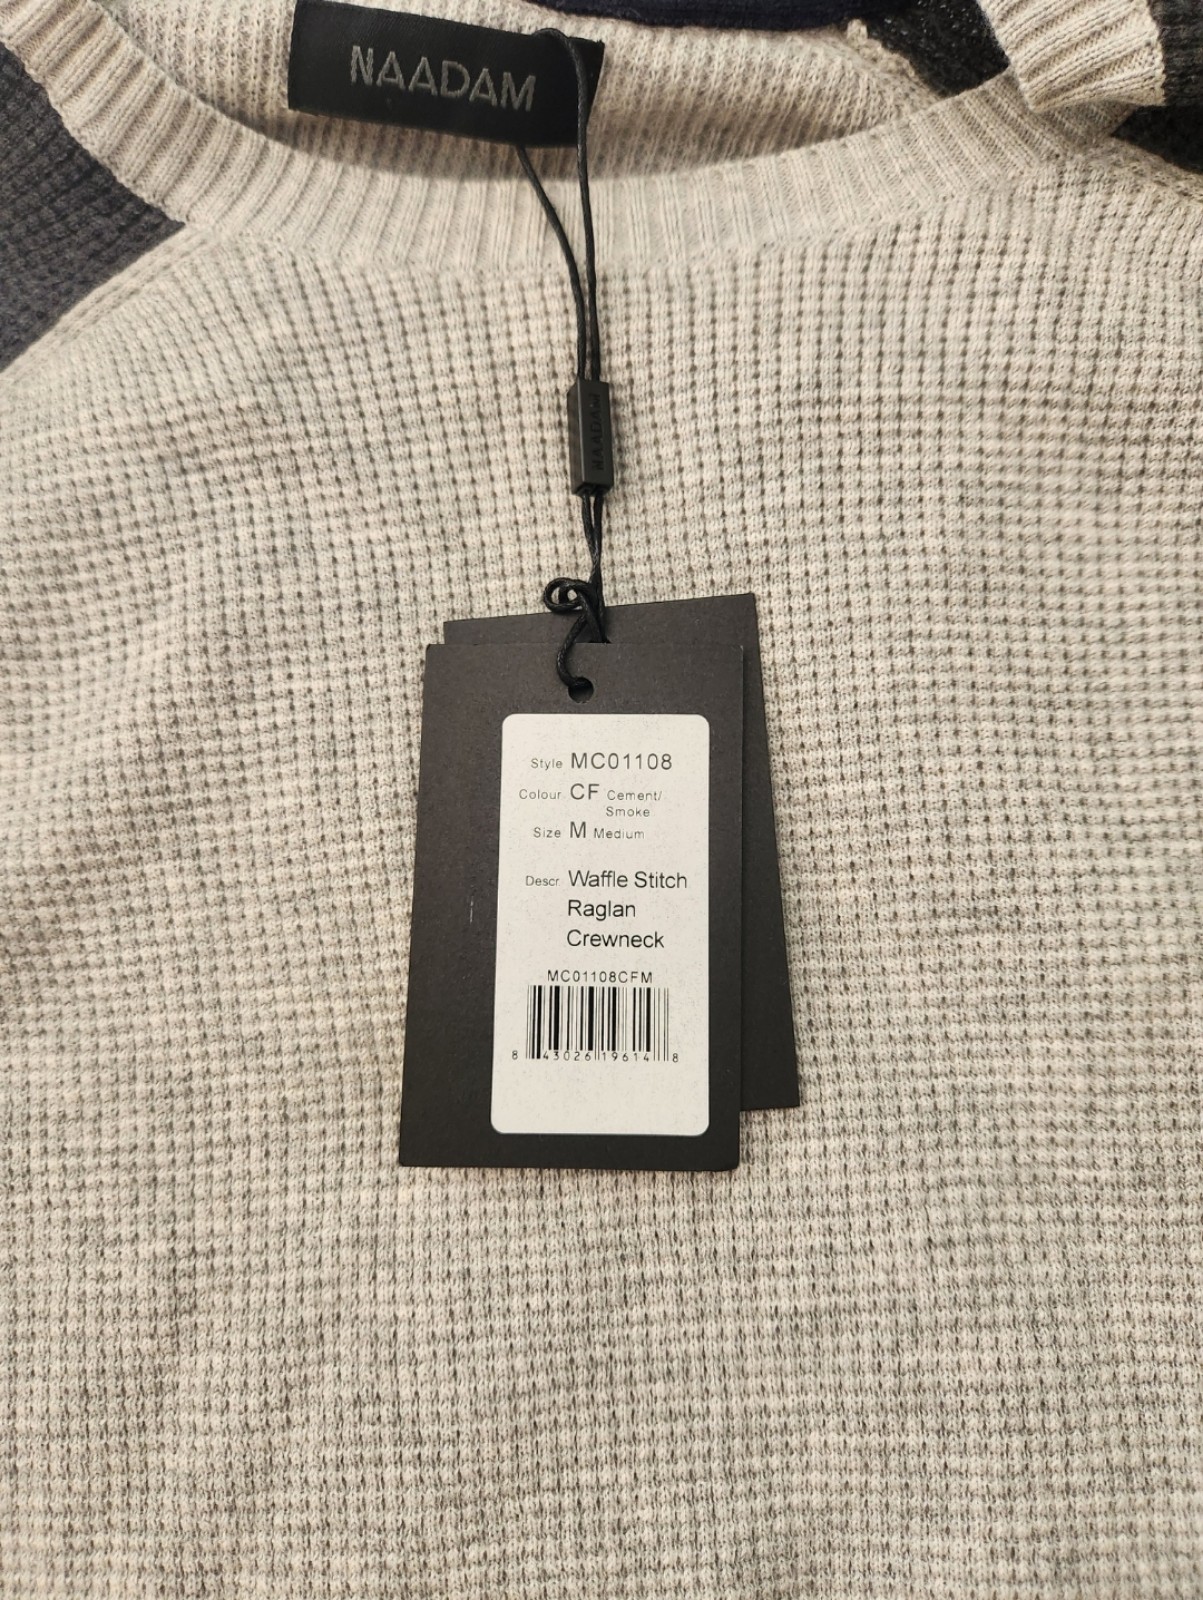 NAADAM
NAADAM
Style MC01108
Colour CF Cement/
Smoke
Size M Medium
Descr. Waffle Stitch
Raglan
Crewneck
MC01108CFM
8 43026 19614 8